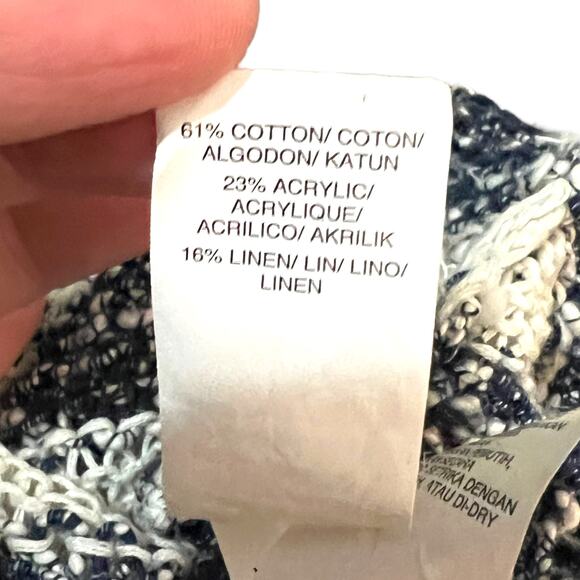 61% COTTON/ COTON/
ALGODON/ KATUN
23% ACRYLIC/
ACRYLIQUE/
ACRILICO/ AKRILIK
16% LINEN/ LIN/ LINO/
LINEN
DENGAN
ATAU DI-DRY